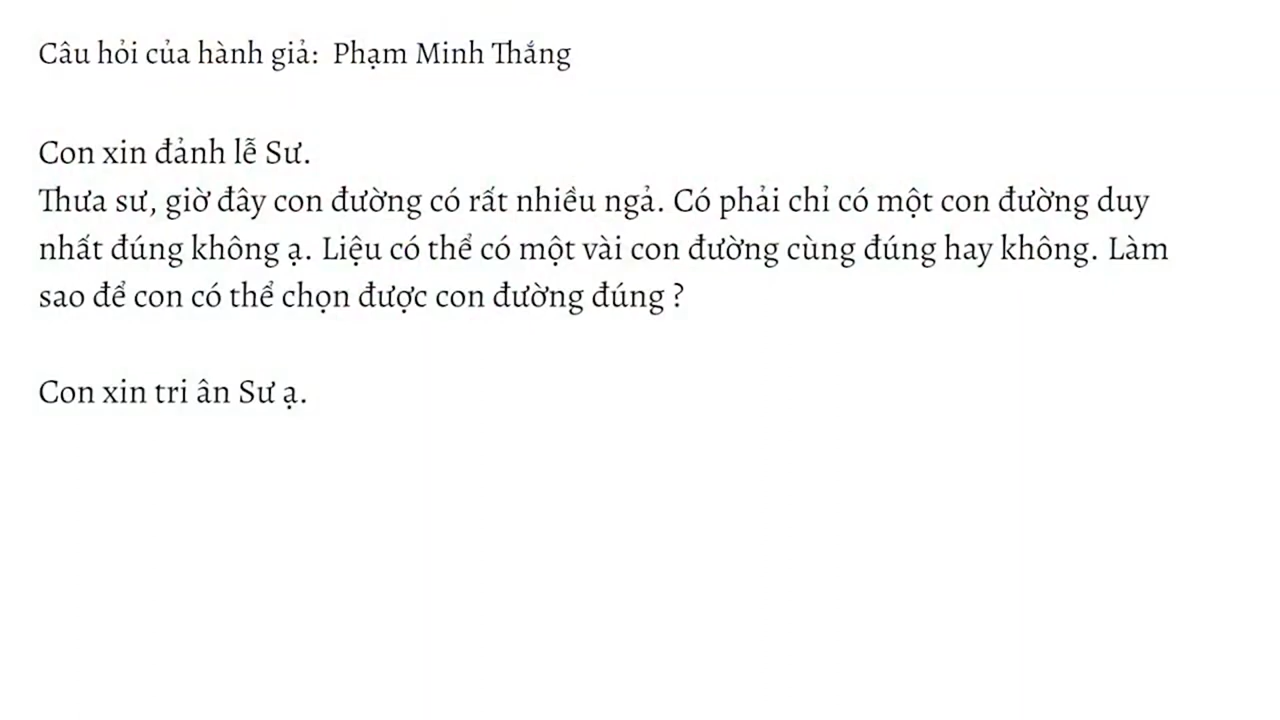 Câu hỏi của hành giả: Phạm Minh Thắng
Con xin đảnh lễ Sư.
Thưa sư, giờ đây con đường có rất nhiều ngả. Có phải chỉ có một con đường duy
nhất đúng không ạ. Liệu có thể có một vài con đường cùng đúng hay không. Làm
sao để con có thể chọn được con đường đúng ?
Con xin tri ân Sư ạ.